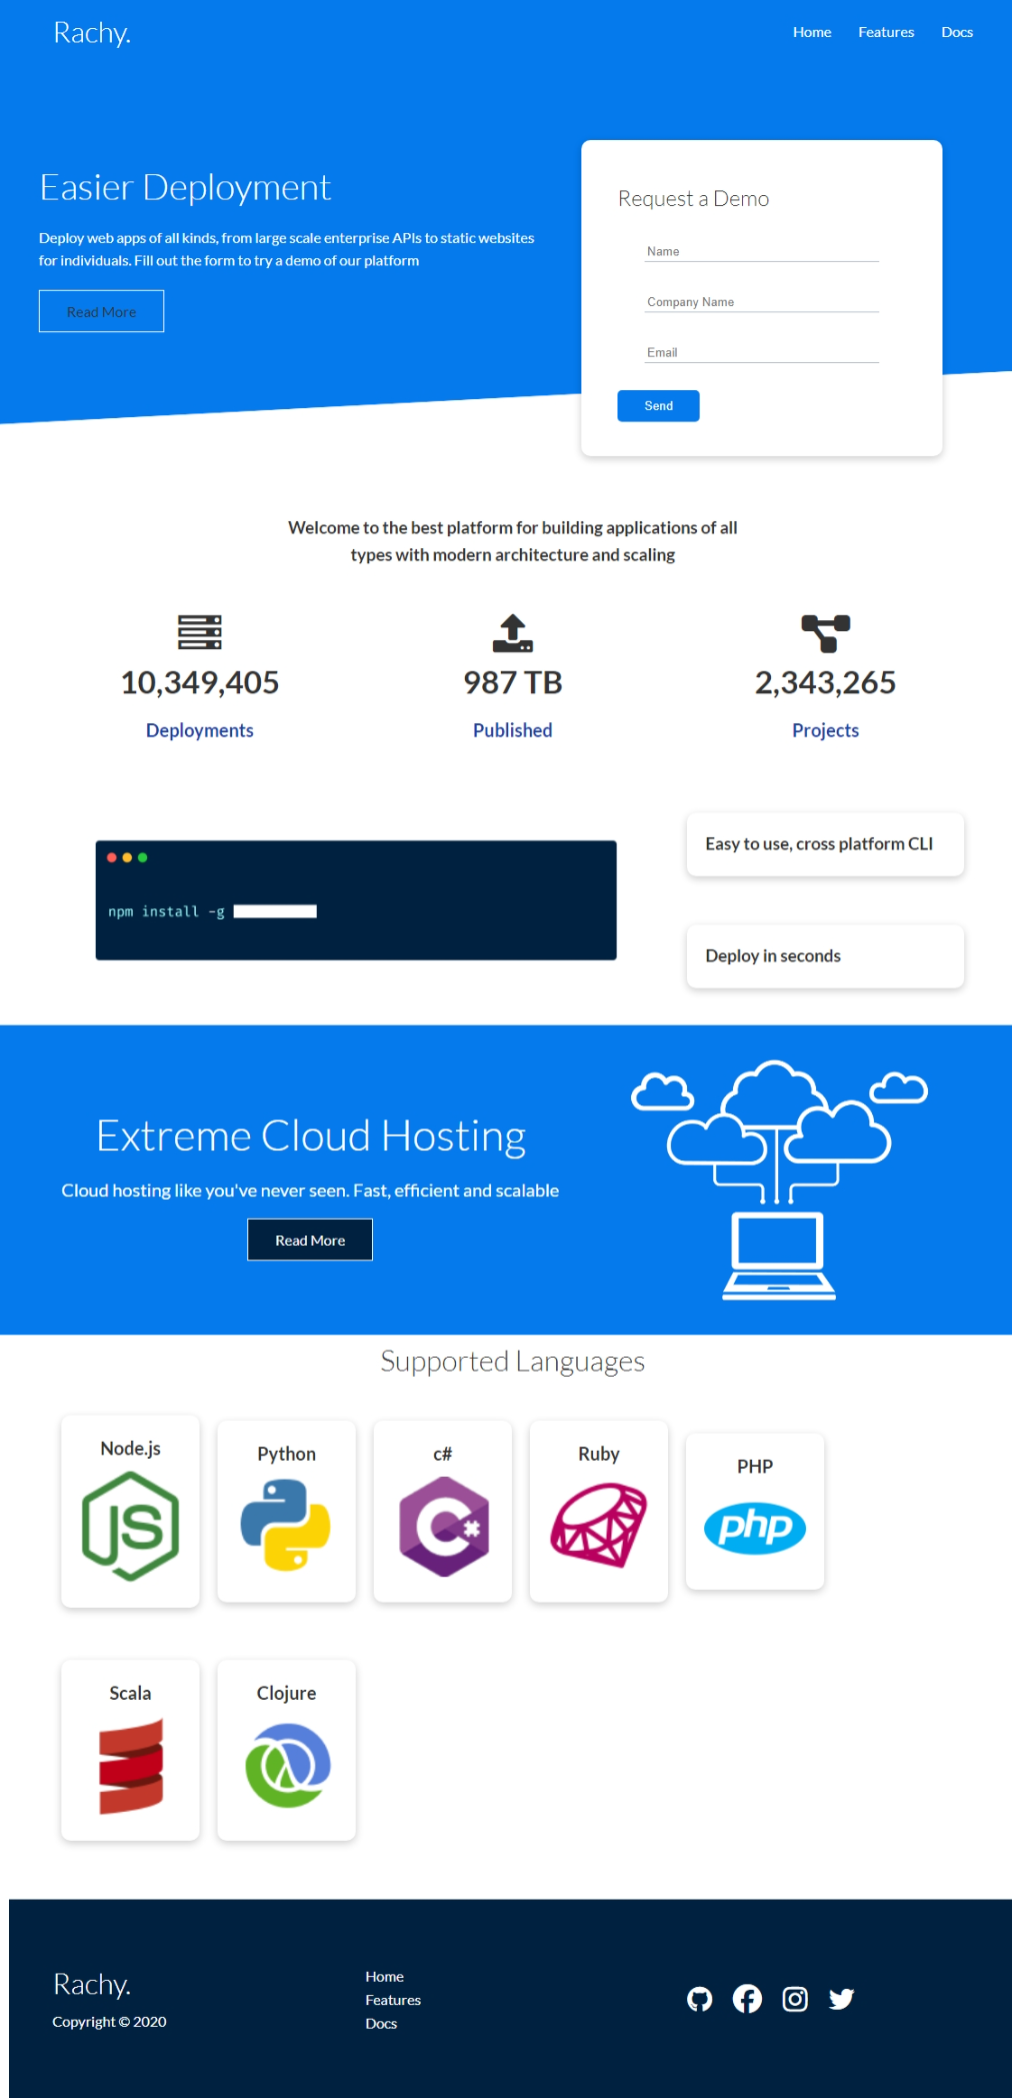 Rachy.
Home Features Docs
Easier Deployment
Deploy web apps of all kinds, from large scale enterprise APIs to static websites
for individuals. Fill out the form to try a demo of our platform
Read More
Request a Demo
Name
Company Name
Email
Send
Welcome to the best platform for building applications of all
types with modern architecture and scaling
10,349,405
Deployments
987 TB
Published
2,343,265
Projects
npm install -g
Easy to use, cross platform CLI
Deploy in seconds
Extreme Cloud Hosting
Cloud hosting like you've never seen. Fast, efficient and scalable
Read More
Supported Languages
Node.js
JS
Python
c#
C#
Ruby
PHP
php
Scala
Clojure
Rachy.
Copyright © 2020
Home
Features
Docs